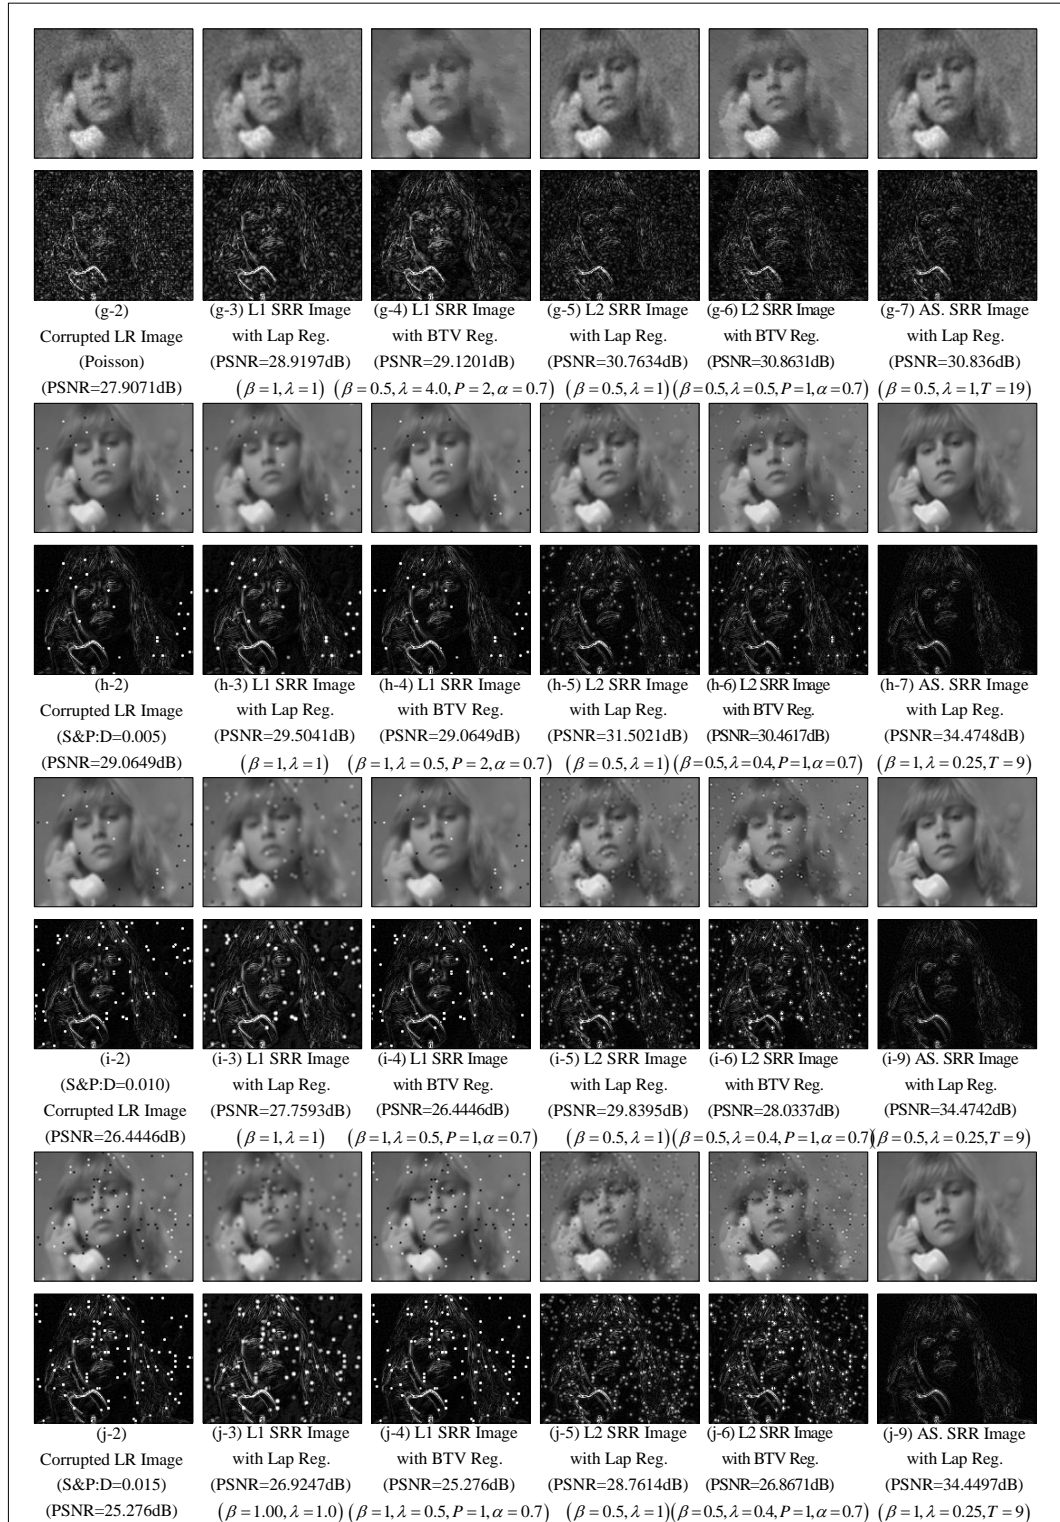 (g-2)
Corrupted LR Image
(Poisson)
(PSNR=27.9071dB)
(g-3) L1 SRR Image
with Lap Reg.
(PSNR=28.9197dB)
(β = 1, λ = 1)
(g-4) L1 SRR Image
with BTV Reg.
(PSNR=29.1201dB)
(β = 0.5, λ = 4.0, P = 2, α = 0.7)
(g-5) L2 SRR Image
with Lap Reg.
(PSNR=30.7634dB)
(β = 0.5, λ = 1)
(g-6) L2 SRR Image
with BTV Reg.
(PSNR=30.8631dB)
(β = 0.5, λ = 0.5, P = 1, α = 0.7)
(g-7) AS. SRR Image
with Lap Reg.
(PSNR=30.836dB)
(β = 0.5, λ = 1, T = 19)
(h-2)
Corrupted LR Image
(S&P:D=0.005)
(PSNR=29.0649dB)
(h-3) L1 SRR Image
with Lap Reg.
(PSNR=29.5041dB)
(β = 1, λ = 1)
(h-4) L1 SRR Image
with BTV Reg.
(PSNR=29.0649dB)
(β = 1, λ = 0.5, P = 2, α = 0.7)
(h-5) L2 SRR Image
with Lap Reg.
(PSNR=31.5021dB)
(β = 0.5, λ = 1)
(h-6) L2 SRR Image
with BTV Reg.
(PSNR=30.4617dB)
(β = 0.5, λ = 0.4, P = 1, α = 0.7)
(h-7) AS. SRR Image
with Lap Reg.
(PSNR=34.4748dB)
(β = 1, λ = 0.25, T = 9)
(i-2)
(S&P:D=0.010)
Corrupted LR Image
(PSNR=26.4446dB)
(i-3) L1 SRR Image
with Lap Reg.
(PSNR=27.7593dB)
(β = 1, λ = 1)
(i-4) L1 SRR Image
with BTV Reg.
(PSNR=26.4446dB)
(β = 1, λ = 0.5, P = 1, α = 0.7)
(i-5) L2 SRR Image
with Lap Reg.
(PSNR=29.8395dB)
(β = 0.5, λ = 1)
(i-6) L2 SRR Image
with BTV Reg.
(PSNR=28.0337dB)
(β = 0.5, λ = 0.4, P = 1, α = 0.7)
(i-9) AS. SRR Image
with Lap Reg.
(PSNR=34.4742dB)
(β = 0.5, λ = 0.25, T = 9)
(j-2)
Corrupted LR Image
(S&P:D=0.015)
(PSNR=25.276dB)
(j-3) L1 SRR Image
with Lap Reg.
(PSNR=26.9247dB)
(β = 1.00, λ = 1.0)
(j-4) L1 SRR Image
with BTV Reg.
(PSNR=25.276dB)
(β = 1, λ = 0.5, P = 1, α = 0.7)
(j-5) L2 SRR Image
with Lap Reg.
(PSNR=28.7614dB)
(β = 0.5, λ = 1)
(j-6) L2 SRR Image
with BTV Reg.
(PSNR=26.8671dB)
(β = 0.5, λ = 0.4, P = 1, α = 0.7)
(j-9) AS. SRR Image
with Lap Reg.
(PSNR=34.4497dB)
(β = 1, λ = 0.25, T = 9)